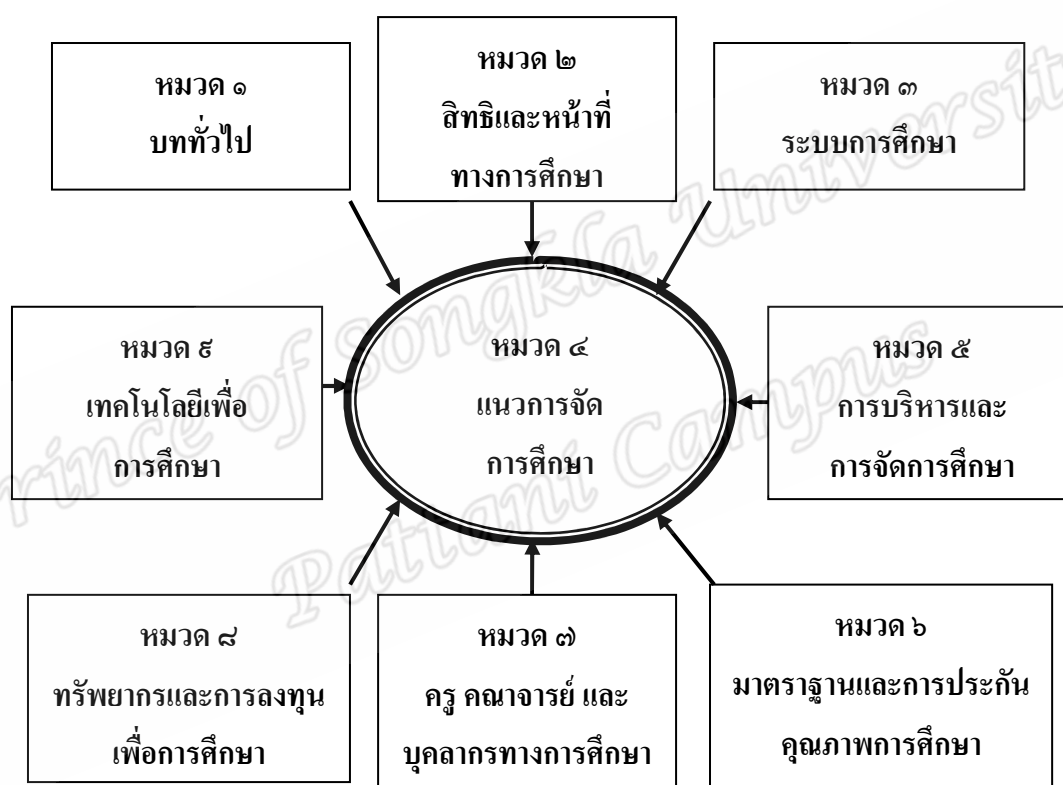 หมวด ๑
บททั่วไป
หมวด ๒
สิทธิและหน้าที่
ทางการศึกษา
หมวด ๓
ระบบการศึกษา
หมวด ๙
เทคโนโลยีเพื่อ
การศึกษา
หมวด ๔
แนวการจัด
การศึกษา
หมวด ๕
การบริหารและ
การจัดการศึกษา
หมวด ๘
ทรัพยากรและการลงทุน
เพื่อการศึกษา
หมวด ๗
ครู คณาจารย์ และ
บุคลากรทางการศึกษา
หมวด ๖
มาตราฐานและการประกัน
คุณภาพการศึกษา
Prince of Songkla Universit
Pattani Campus